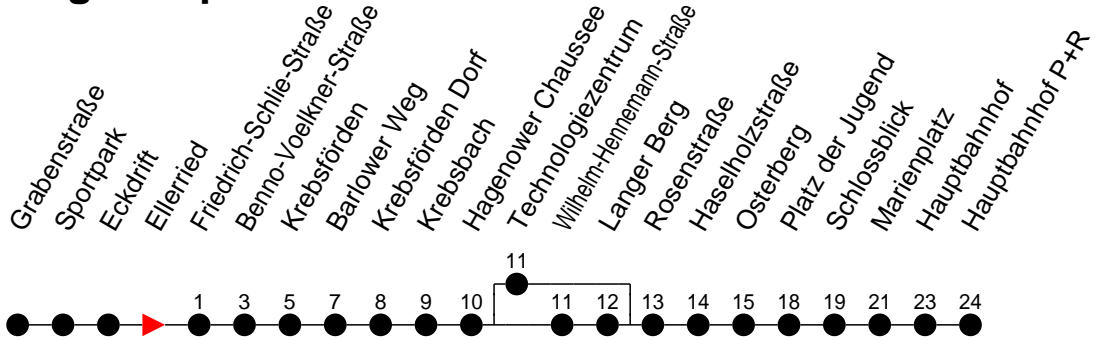 Grabenstraße
Sportpark
Eckdrift
Ellerried
Friedrich-Schlie-Straße
Benno-Voelkner-Straße
Krebsförden
Barlower Weg
Krebsförden Dorf
Krebsbach
Hagenower Chaussee
Technologiezentrum
Wilhelm-Hennemann-Straße
Langer Berg
Rosenstraße
Haselholzstraße
Osterberg
Platz der Jugend
Schlossblick
Marienplatz
Hauptbahnhof
Hauptbahnhof P+R
11
1 3 5 7 8 9 10 11 12 13 14 15 18 19 21 23 24